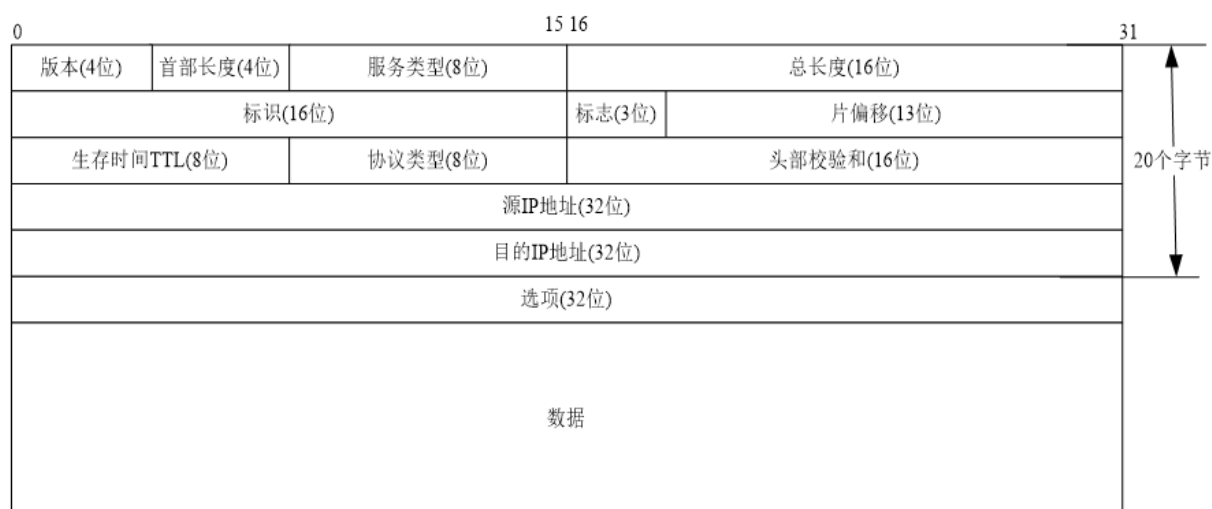 0 15 16 31
版本(4位) 首部长度(4位) 服务类型(8位) 总长度(16位)
标识(16位) 标志(3位) 片偏移(13位)
生存时间TTL(8位) 协议类型(8位) 头部校验和(16位) 20个字节
源IP地址(32位)
目的IP地址(32位)
选项(32位)
数据